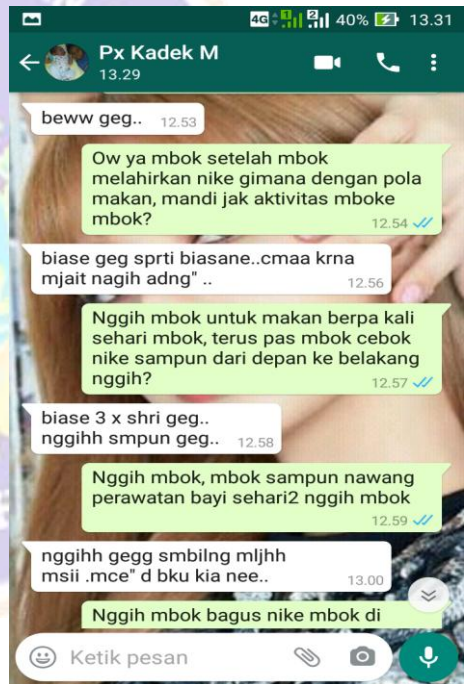 4G 40% 13.31
Px Kadek M
13.29
beww geg.. 12.53
Ow ya mbok setelah mbok
melahirkan nike gimana dengan pola
makan, mandi jak aktivitas mboke
mbok?
12.54
biase geg sprti biasane..cmaa krna
mjait nagih adng" ..
12.56
Nggih mbok untuk makan berpa kali
sehari mbok, terus pas mbok cebok
nike sampun dari depan ke belakang
nggih?
12.57
biase 3 x shri geg..
nggihh smpun geg.. 12.58
Nggih mbok, mbok sampun nawang
perawatan bayi sehari2 nggih mbok
12.59
nggihh gegg smbilng mljhh
msii .mce" d bku kia nee..
13.00
Nggih mbok bagus nike mbok di
Ketik pesan